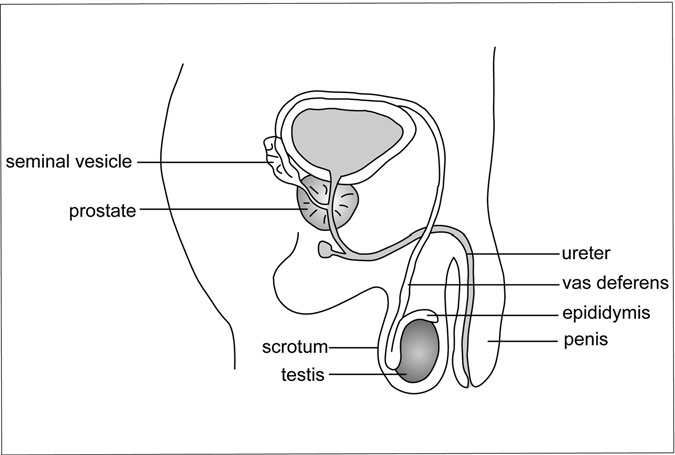 seminal vesicle
prostate
ureter
vas deferens
epididymis
penis
scrotum
testis